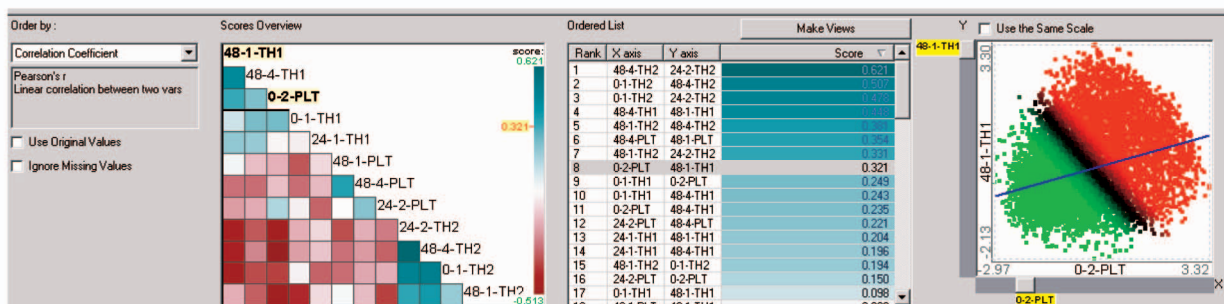 Order by :
Correlation Coefficient
Pearson's r
Linear correlation between two vars
Use Original Values
Ignore Missing Values
Scores Overview
48-1-TH1
48-4-TH1
0-2-PLT
0-1-TH1
24-1-TH1
48-1-PLT
48-4-PLT
24-2-PLT
24-2-TH2
48-4-TH2
0-1-TH2
48-1-TH2
score:
0.621
0.321
-0.513
Ordered List
Make Views
Rank X axis Y axis Score
1 48-4-TH2 24-2-TH2 0.621
2 0-1-TH2 48-4-TH2 0.507
3 0-1-TH2 24-2-TH2
4 48-4-TH1 48-1-TH1
5 48-1-TH2 48-4-TH2
6 48-4-PLT 48-1-PLT 0.354
7 48-1-TH2 24-2-TH2 0.331
8 0-2-PLT 48-1-TH1 0.321
9 0-1-TH1 0-2-PLT 0.249
10 0-1-TH1 48-4-TH1 0.243
11 0-2-PLT 48-4-TH1 0.235
12 24-2-PLT 48-4-PLT 0.221
13 24-1-TH1 48-1-TH1 0.204
14 24-1-TH1 48-4-TH1 0.196
15 48-1-TH2 0-1-TH2 0.194
16 24-2-PLT 0-2-PLT 0.150
17 0-1-TH1 48-1-TH1 0.098
Y
Use the Same Scale
48-1-TH1
3.30
48-1-TH1
-2.13
-2.97 0-2-PLT 3.32
X
0-2-PLT